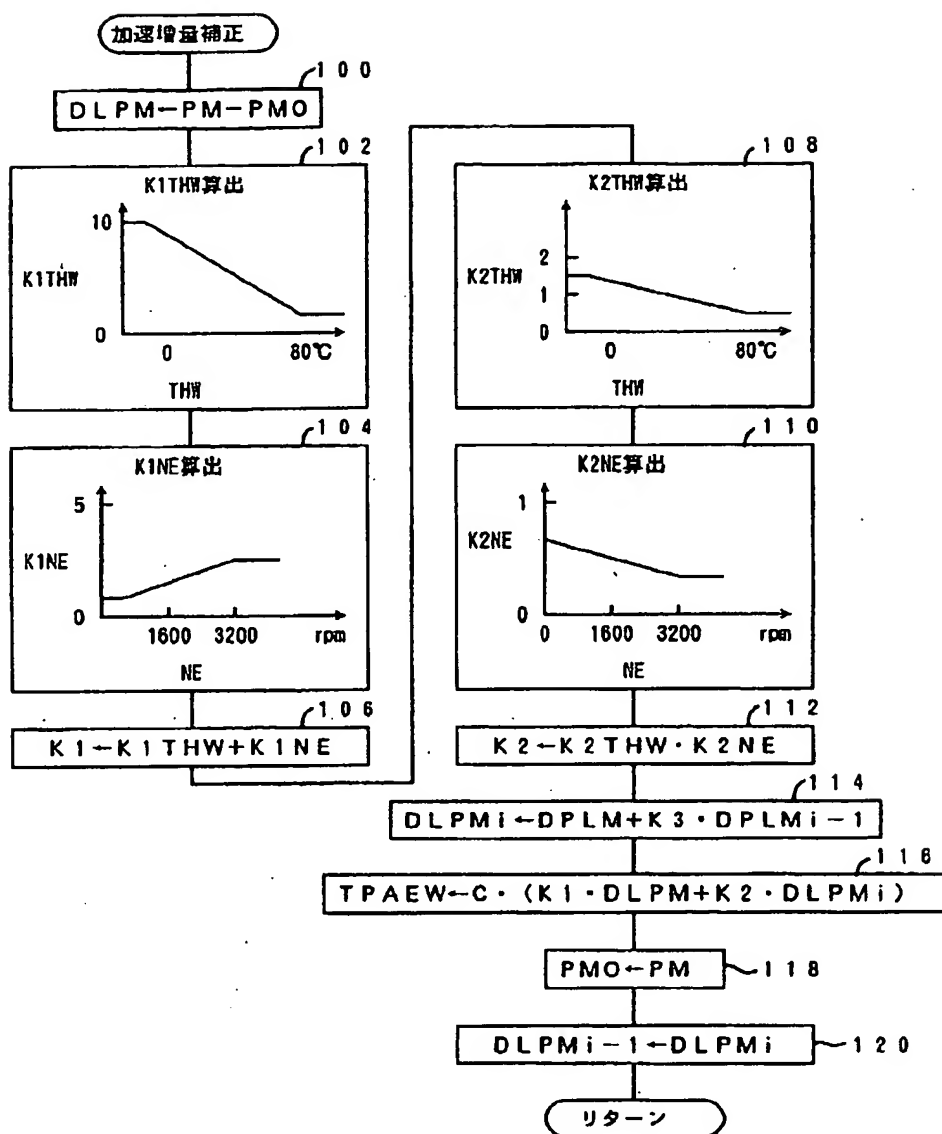 加速増量補正
100
DLPM←PM−PMO
102
K1THW算出
10
K1THW
0
0 80℃
THW
104
K1NE算出
5
K1NE
0
1600 3200 rpm
NE
106
K1←K1THW+K1NE
108
K2THW算出
2
K2THW
1
0
0 80℃
THW
110
K2NE算出
1
K2NE
0
0 1600 3200 rpm
NE
112
K2←K2THW・K2NE
114
DLPMi←DPLM+K3・DPLMi−1
116
TPAEW←C・(K1・DLPM+K2・DLPMi)
PMO←PM 118
DLPMi−1←DLPMi 120
リターン